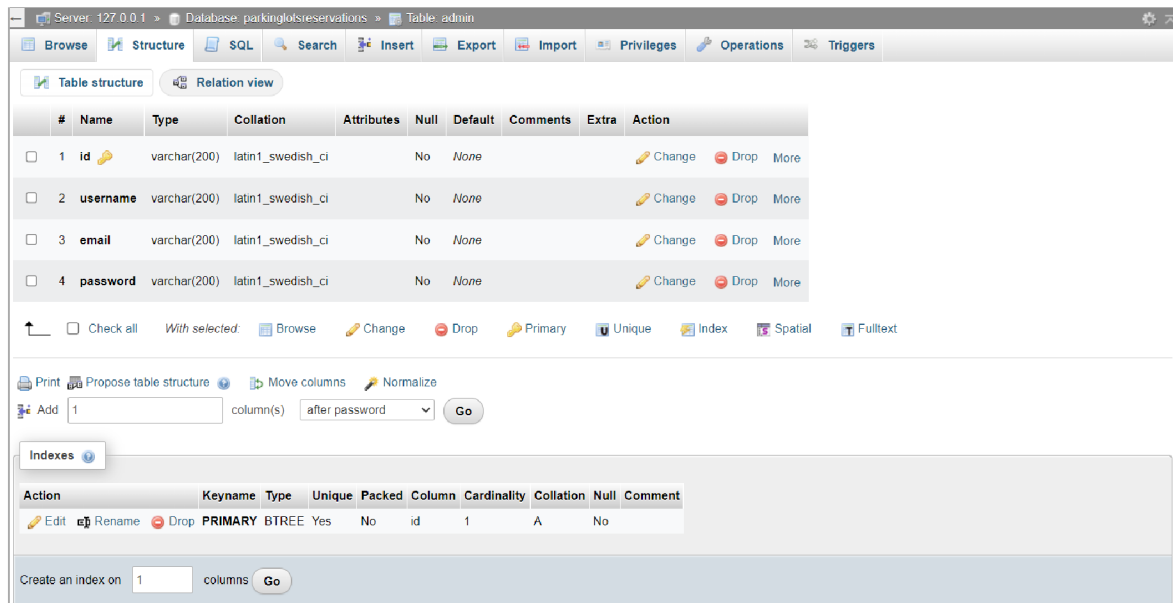 Server: 127.0.0.1 » Database: parkinglolsreservations » Table: admin
Browse Structure SQL Search Insert Export Import Privileges Operations Triggers
Table structure Relation view
# Name Type Collation Attributes Null Default Comments Extra Action
1 id varchar(200) latin1_swedish_ci No None Change Drop More
2 username varchar(200) latin1_swedish_ci No None Change Drop More
3 email varchar(200) latin1_swedish_ci No None Change Drop More
4 password varchar(200) latin1_swedish_ci No None Change Drop More
Check all With selected: Browse Change Drop Primary Unique Index Spatial Fulltext
Print Propose table structure Move columns Normalize
Add 1 column(s) after password Go
Indexes
Action Keyname Type Unique Packed Column Cardinality Collation Null Comment
Edit Rename Drop PRIMARY BTREE Yes No id 1 A No
Create an index on 1 columns Go